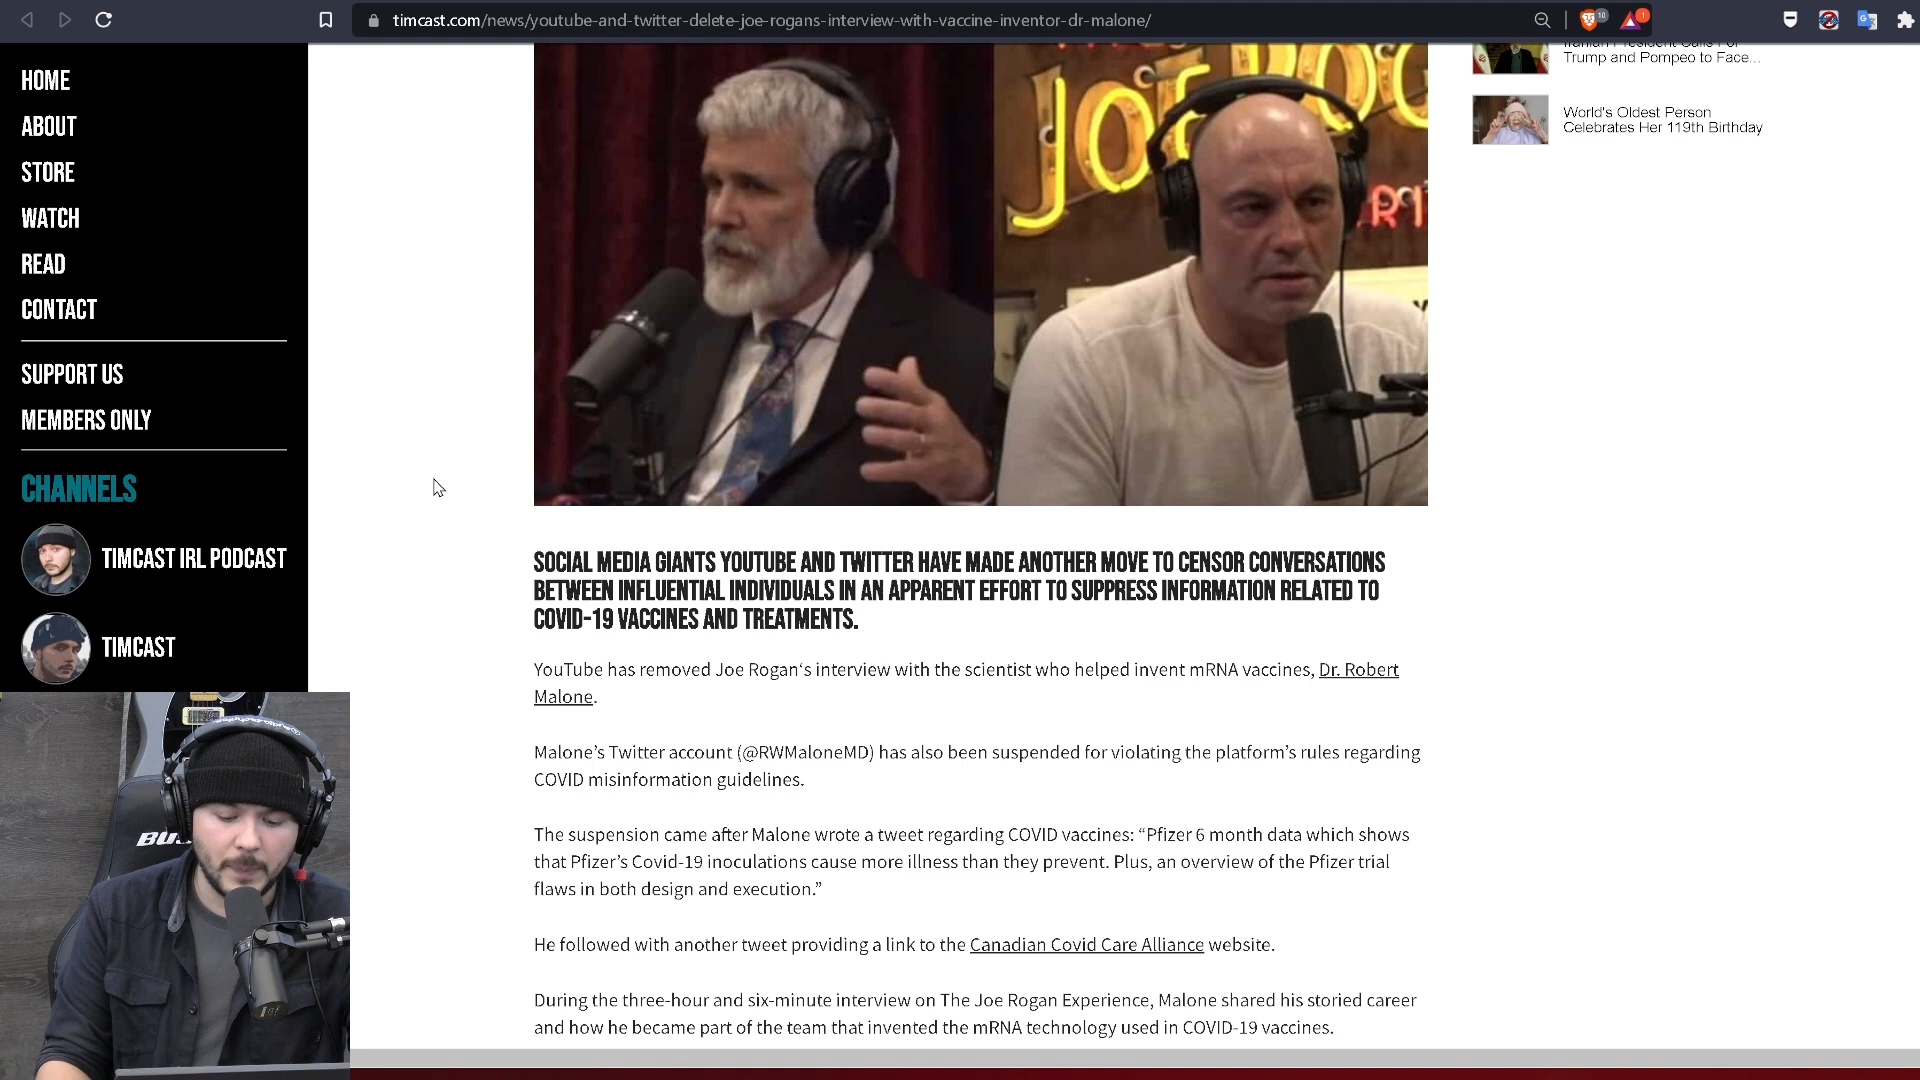 timcast.com/news/youtube-and-twitter-delete-joe-rogans-interview-with-vaccine-inventor-dr-malone/
10
1
HOME
ABOUT
STORE
WATCH
READ
CONTACT
SUPPORT US
MEMBERS ONLY
CHANNELS
TIMCAST IRL PODCAST
TIMCAST
JOE ROG
Iranian President Calls For
Trump and Pompeo to Face...
World's Oldest Person
Celebrates Her 119th Birthday
SOCIAL MEDIA GIANTS YOUTUBE AND TWITTER HAVE MADE ANOTHER MOVE TO CENSOR CONVERSATIONS
BETWEEN INFLUENTIAL INDIVIDUALS IN AN APPARENT EFFORT TO SUPPRESS INFORMATION RELATED TO
COVID-19 VACCINES AND TREATMENTS.
YouTube has removed Joe Rogan‘s interview with the scientist who helped invent mRNA vaccines, Dr. Robert
Malone.
Malone’s Twitter account (@RWMaloneMD) has also been suspended for violating the platform’s rules regarding
COVID misinformation guidelines.
The suspension came after Malone wrote a tweet regarding COVID vaccines: “Pfizer 6 month data which shows
that Pfizer’s Covid-19 inoculations cause more illness than they prevent. Plus, an overview of the Pfizer trial
flaws in both design and execution.”
He followed with another tweet providing a link to the Canadian Covid Care Alliance website.
During the three-hour and six-minute interview on The Joe Rogan Experience, Malone shared his storied career
and how he became part of the team that invented the mRNA technology used in COVID-19 vaccines.